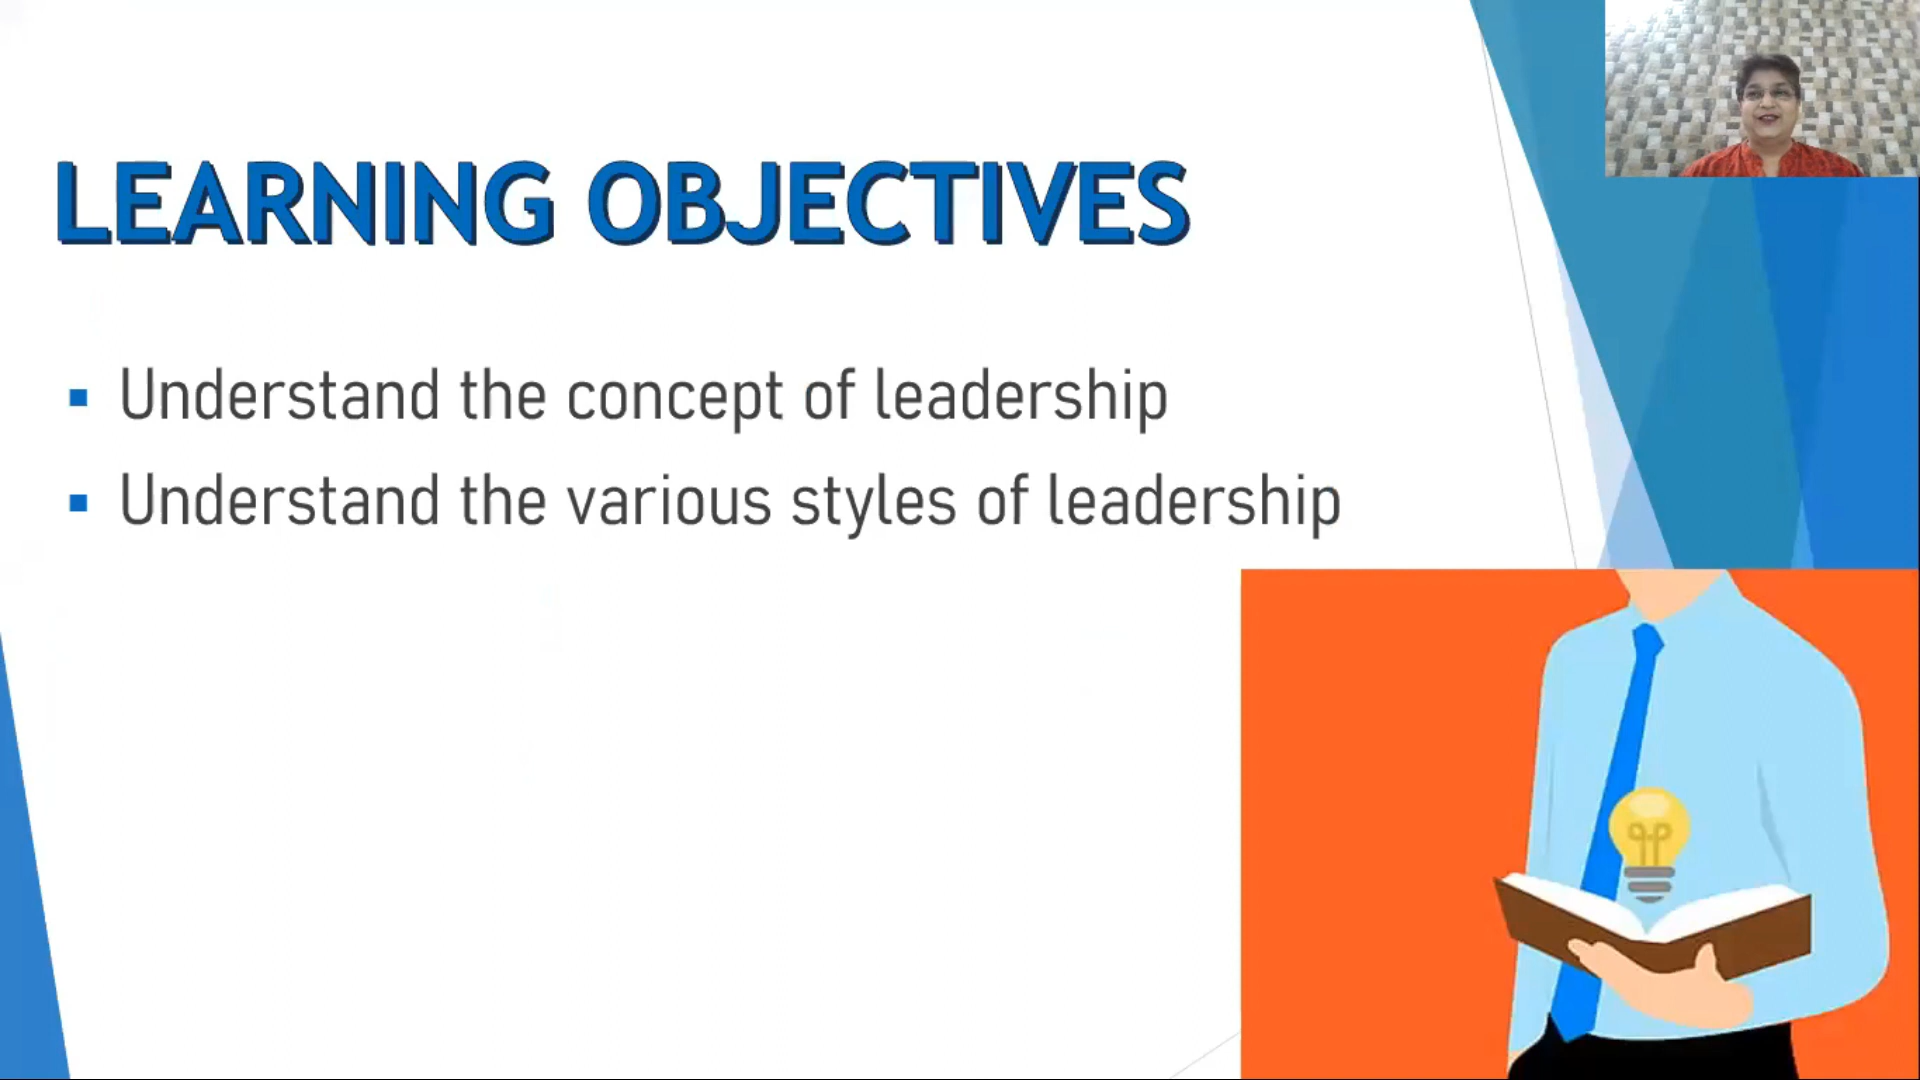 LEARNING OBJECTIVES
Understand the concept of leadership
Understand the various styles of leadership